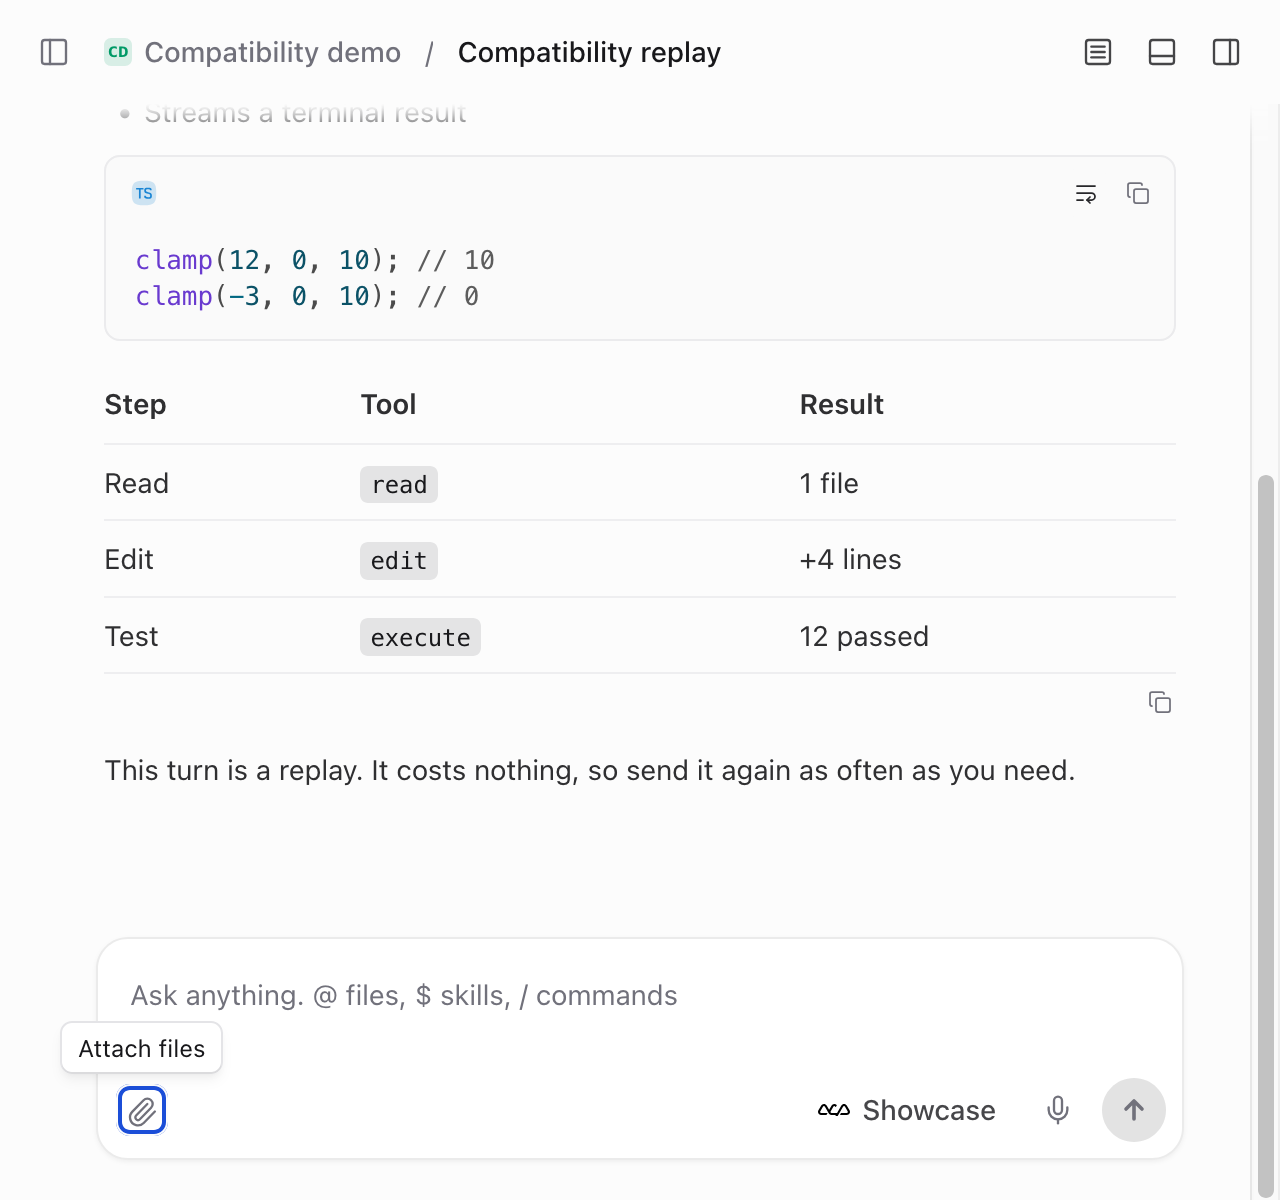 CD Compatibility demo / Compatibility replay
• Streams a terminal result
TS
clamp(12, 0, 10); // 10
clamp(-3, 0, 10); // 0
Step Tool Result
Read read 1 file
Edit edit +4 lines
Test execute 12 passed
This turn is a replay. It costs nothing, so send it again as often as you need.
Ask anything. @ files, $ skills, / commands
Attach files
Showcase